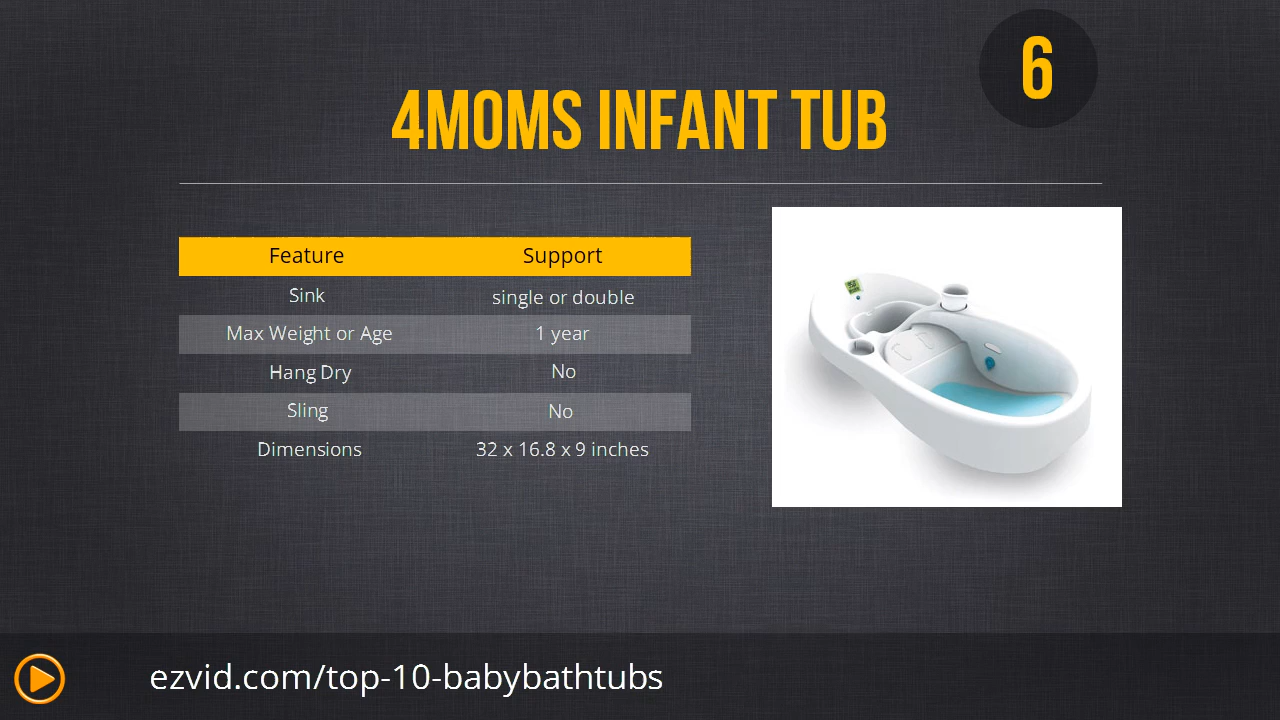 6
4MOMS INFANT TUB
Feature Support
Sink single or double
Max Weight or Age 1 year
Hang Dry No
Sling No
Dimensions 32 x 16.8 x 9 inches
ezvid.com/top-10-babybathtubs